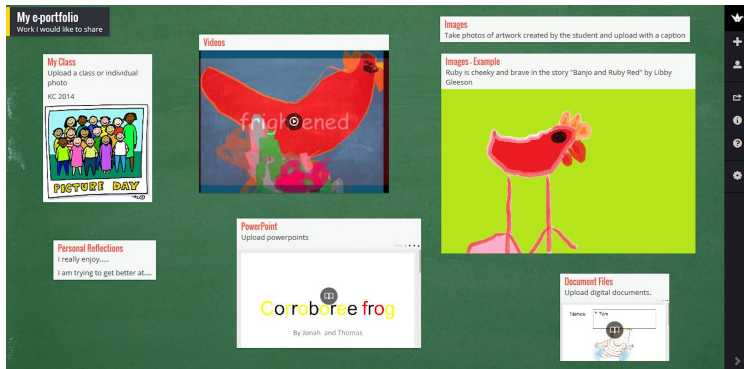 My e-portfolio
Work I would like to share
My Class
Upload a class or individual
photo
KC 2014
PICTURE DAY
Personal Reflections
I really enjoy.....
I am trying to get better at.....
Videos
frightened
PowerPoint
Upload powerpoints
Corroboree frog
By Jonah and Thomas
Images
Take photos of artwork created by the student and upload with a caption
Images - Example
Ruby is cheeky and brave in the story "Banjo and Ruby Red" by Libby
Gleeson
Document Files
Upload digital documents.
Name:
Tom